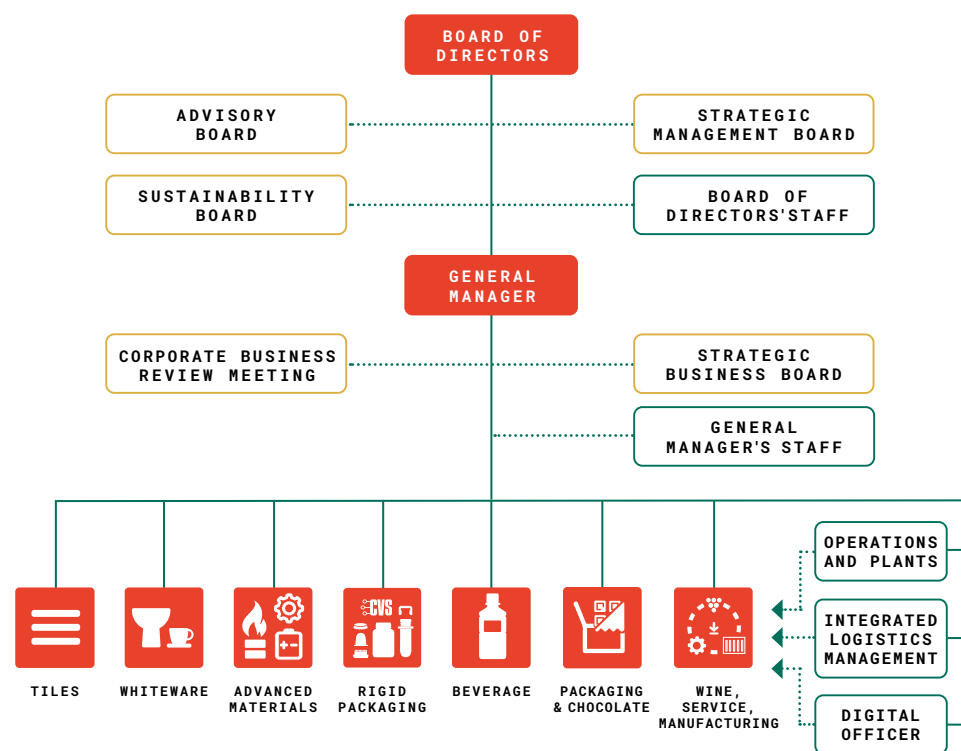 BOARD OF
DIRECTORS
ADVISORY
BOARD
STRATEGIC
MANAGEMENT BOARD
SUSTAINABILITY
BOARD
BOARD OF
DIRECTORS'STAFF
GENERAL
MANAGER
CORPORATE BUSINESS
REVIEW MEETING
STRATEGIC
BUSINESS BOARD
GENERAL
MANAGER'S STAFF
OPERATIONS
AND PLANTS
INTEGRATED
LOGISTICS
MANAGEMENT
DIGITAL
OFFICER
CVS
TILES
WHITEWARE
ADVANCED
MATERIALS
RIGID
PACKAGING
BEVERAGE
PACKAGING
& CHOCOLATE
WINE,
SERVICE,
MANUFACTURING